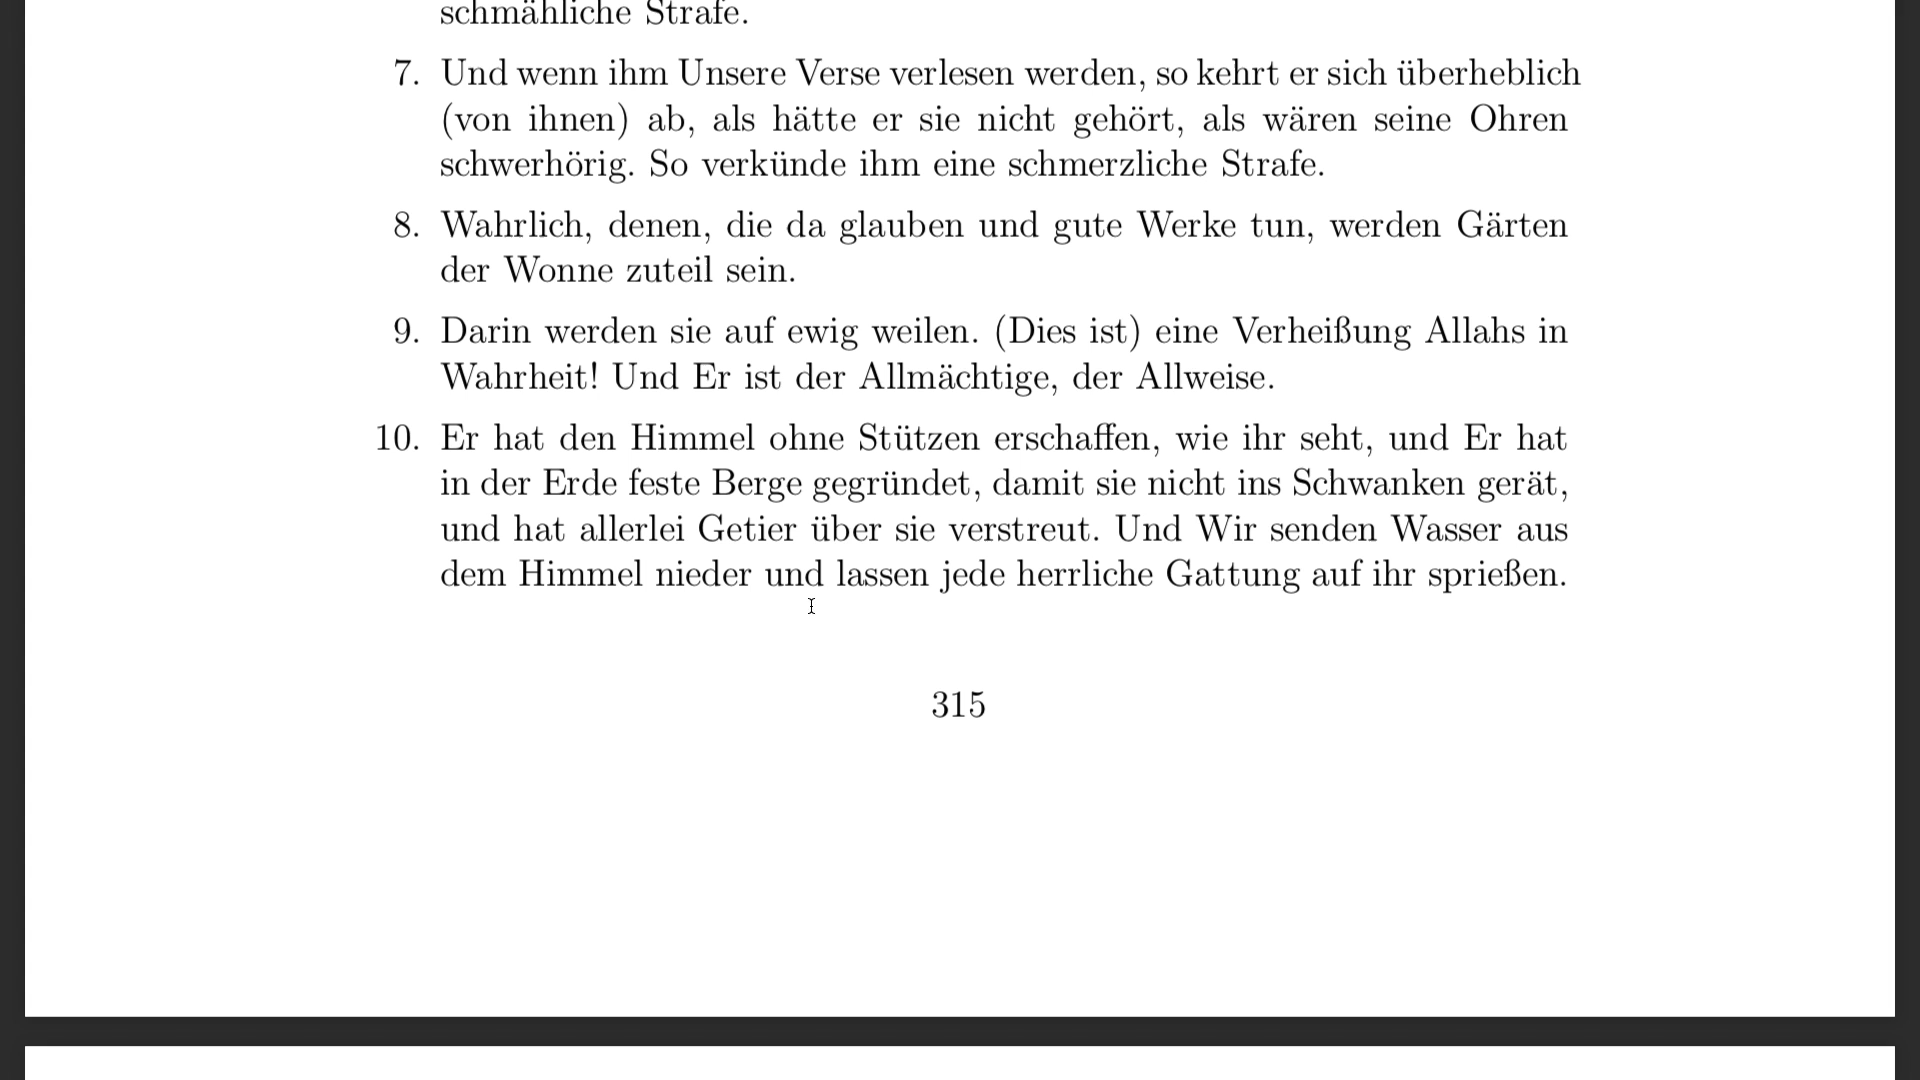 schmähliche Strafe.
7. Und wenn ihm Unsere Verse verlesen werden, so kehrt er sich überheblich
(von ihnen) ab, als hätte er sie nicht gehört, als wären seine Ohren
schwerhörig. So verkünde ihm eine schmerzliche Strafe.
8. Wahrlich, denen, die da glauben und gute Werke tun, werden Gärten
der Wonne zuteil sein.
9. Darin werden sie auf ewig weilen. (Dies ist) eine Verheißung Allahs in
Wahrheit! Und Er ist der Allmächtige, der Allweise.
10. Er hat den Himmel ohne Stützen erschaffen, wie ihr seht, und Er hat
in der Erde feste Berge gegründet, damit sie nicht ins Schwanken gerät,
und hat allerlei Getier über sie verstreut. Und Wir senden Wasser aus
dem Himmel nieder und lassen jede herrliche Gattung auf ihr sprießen.
315